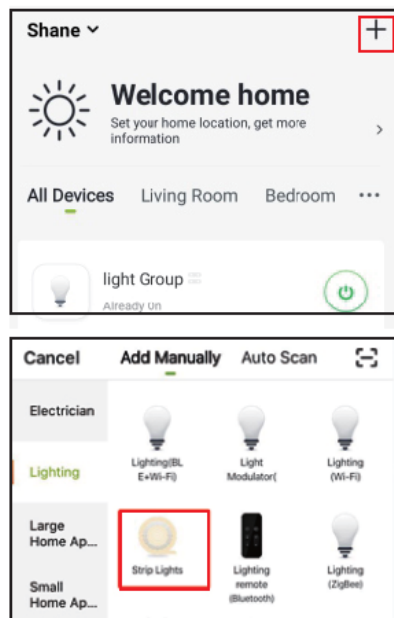 Shane
Welcome home
Set your home location, get more
information
All Devices Living Room Bedroom
light Group
Already On
Cancel Add Manually Auto Scan
Electrician
Lighting
Large
Home Ap...
Small
Home Ap...
Lighting(BL
E+Wi-Fi)
Light
Modulator(
Lighting
(Wi-Fi)
Strip Lights
Lighting
remote
(Bluetooth)
Lighting
(ZigBee)